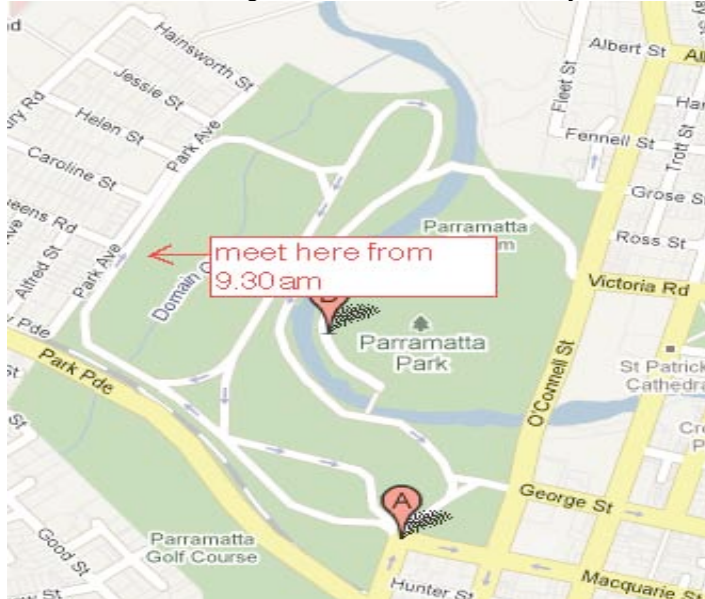 Hainsworth St
Albert St
Jessie St
Fleet St
Helen St
Park Ave
Fennell St
Trott St
Caroline St
Grose S
Parramatta
Ross St
meet here from
9.30am
Alfred St
Park Ave
Domain C
Victoria Rd
Parramatta
Park
Park Pde
O'Connell St
St Patrick
Cathedra
A
George St
Good St
Parramatta
Golf Course
Hunter St
Macquarie St